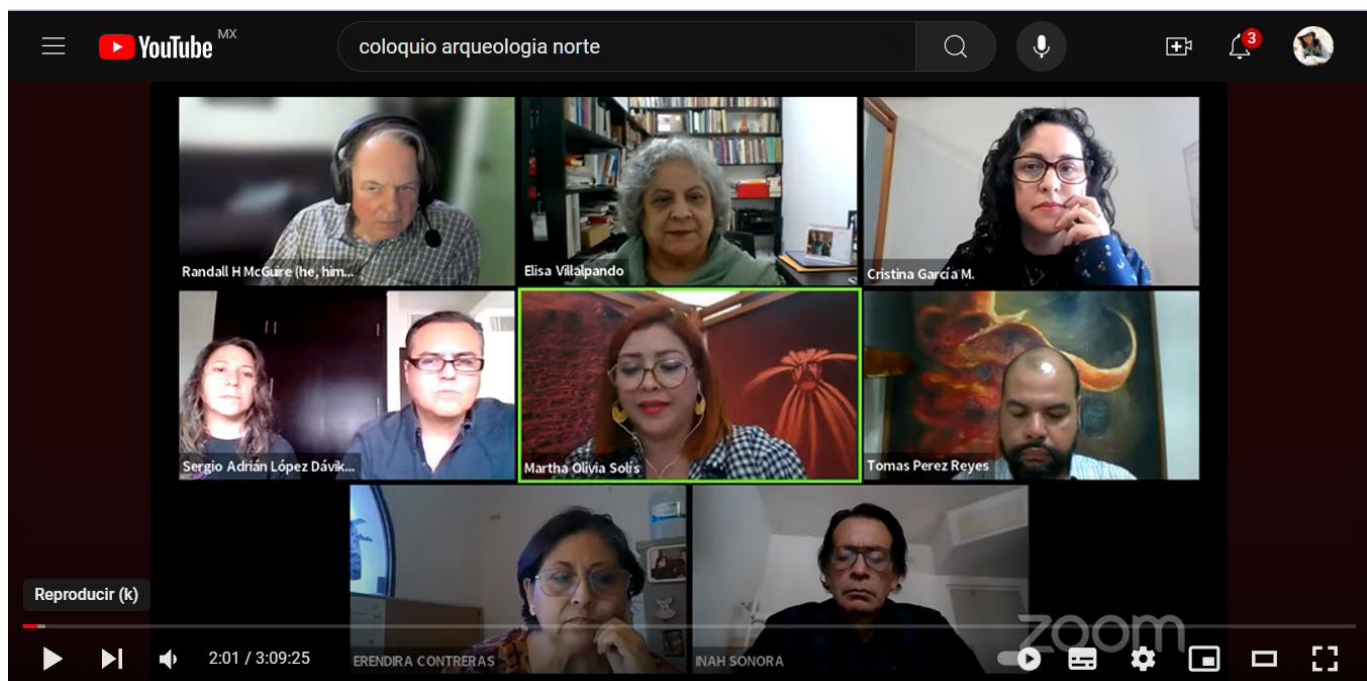 YouTube MX
coloquio arqueologia norte
3
Randall H McGuire (he, him...
Elisa Villalpando
Cristina García M.
Sergio Adrián López Dávik...
Martha Olivia Solís
Tomas Perez Reyes
Reproducir (k)
zoom
2:01 / 3:09:25
ERENDIRA CONTRERAS
INAH SONORA